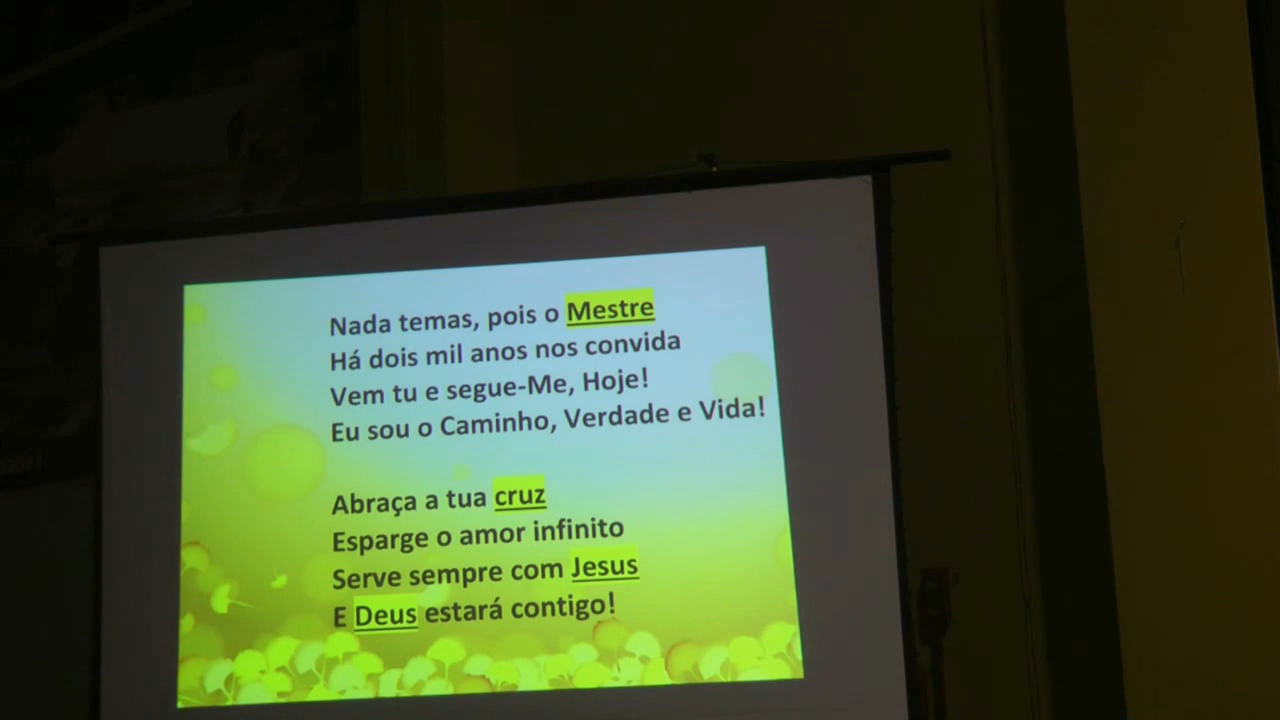 Nada temas, pois o Mestre
Há dois mil anos nos convida
Vem tu e segue-Me, Hoje!
Eu sou o Caminho, Verdade e Vida!
Abraça a tua cruz
Esparge o amor infinito
Serve sempre com Jesus
E Deus estará contigo!